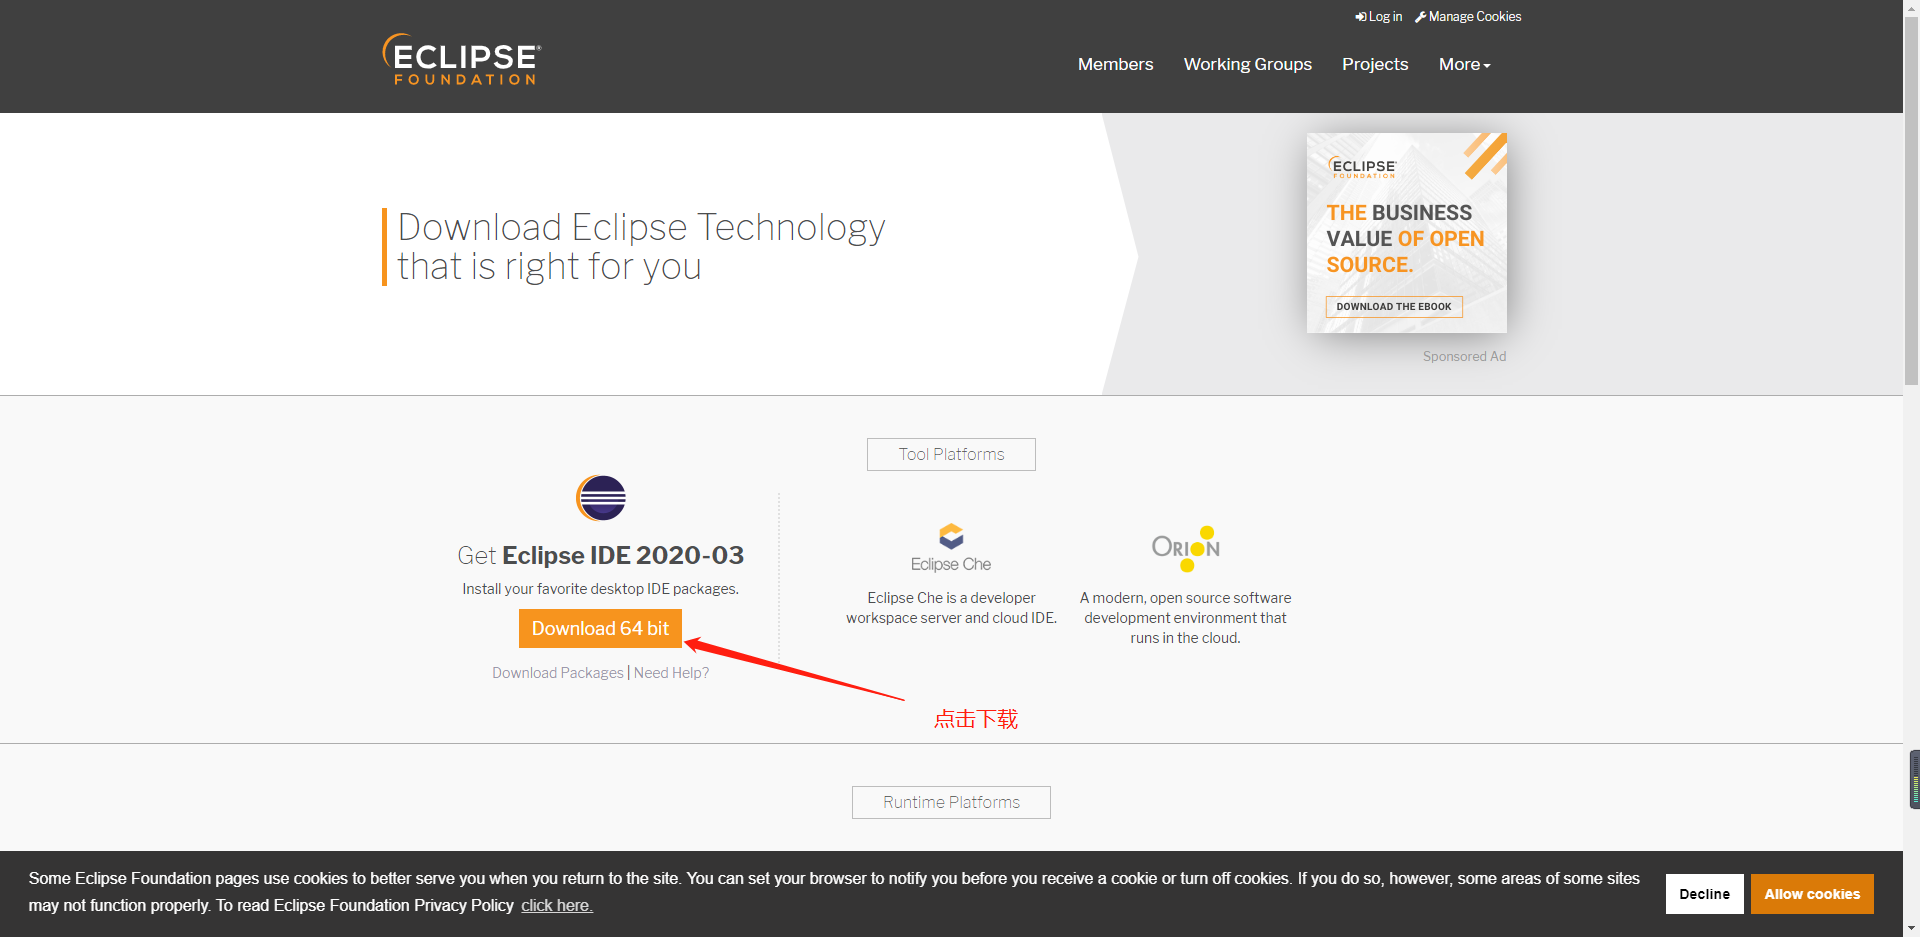 Log in Manage Cookies
ECLIPSE®
FOUNDATION
Members Working Groups Projects More
Download Eclipse Technology
that is right for you
ECLIPSE
FOUNDATION
THE BUSINESS
VALUE OF OPEN
SOURCE.
DOWNLOAD THE EBOOK
Sponsored Ad
Tool Platforms
Get Eclipse IDE 2020-03
Install your favorite desktop IDE packages.
Download 64 bit
Download Packages | Need Help?
Eclipse Che
Eclipse Che is a developer
workspace server and cloud IDE.
ORION
A modern, open source software
development environment that
runs in the cloud.
点击下载
Runtime Platforms
Some Eclipse Foundation pages use cookies to better serve you when you return to the site. You can set your browser to notify you before you receive a cookie or turn off cookies. If you do so, however, some areas of some sites
may not function properly. To read Eclipse Foundation Privacy Policy click here.
Decline
Allow cookies